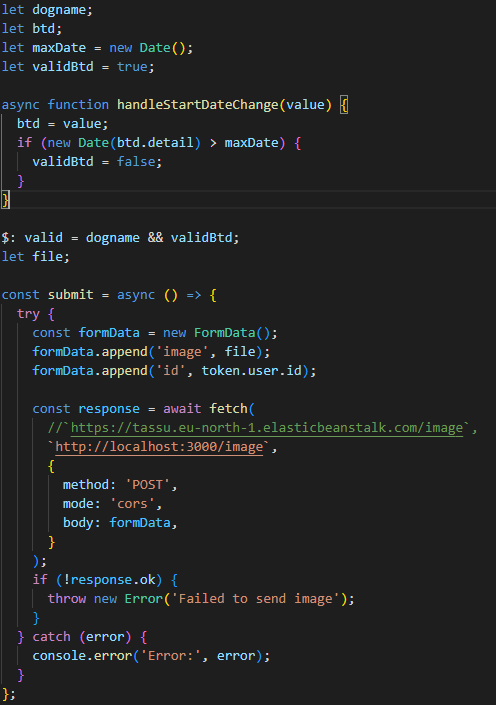 let dogname;
let btd;
let maxDate = new Date();
let validBtd = true;

async function handleStartDateChange(value) {
  btd = value;
  if (new Date(btd.detail) > maxDate) {
    validBtd = false;
  }
}

$: valid = dogname && validBtd;
let file;

const submit = async () => {
  try {
    const formData = new FormData();
    formData.append('image', file);
    formData.append('id', token.user.id);

    const response = await fetch(
      //`https://tassu.eu-north-1.elasticbeanstalk.com/image`,
      `http://localhost:3000/image`,
      {
        method: 'POST',
        mode: 'cors',
        body: formData,
      }
    );
    if (!response.ok) {
      throw new Error('Failed to send image');
    }
  } catch (error) {
    console.error('Error:', error);
  }
};